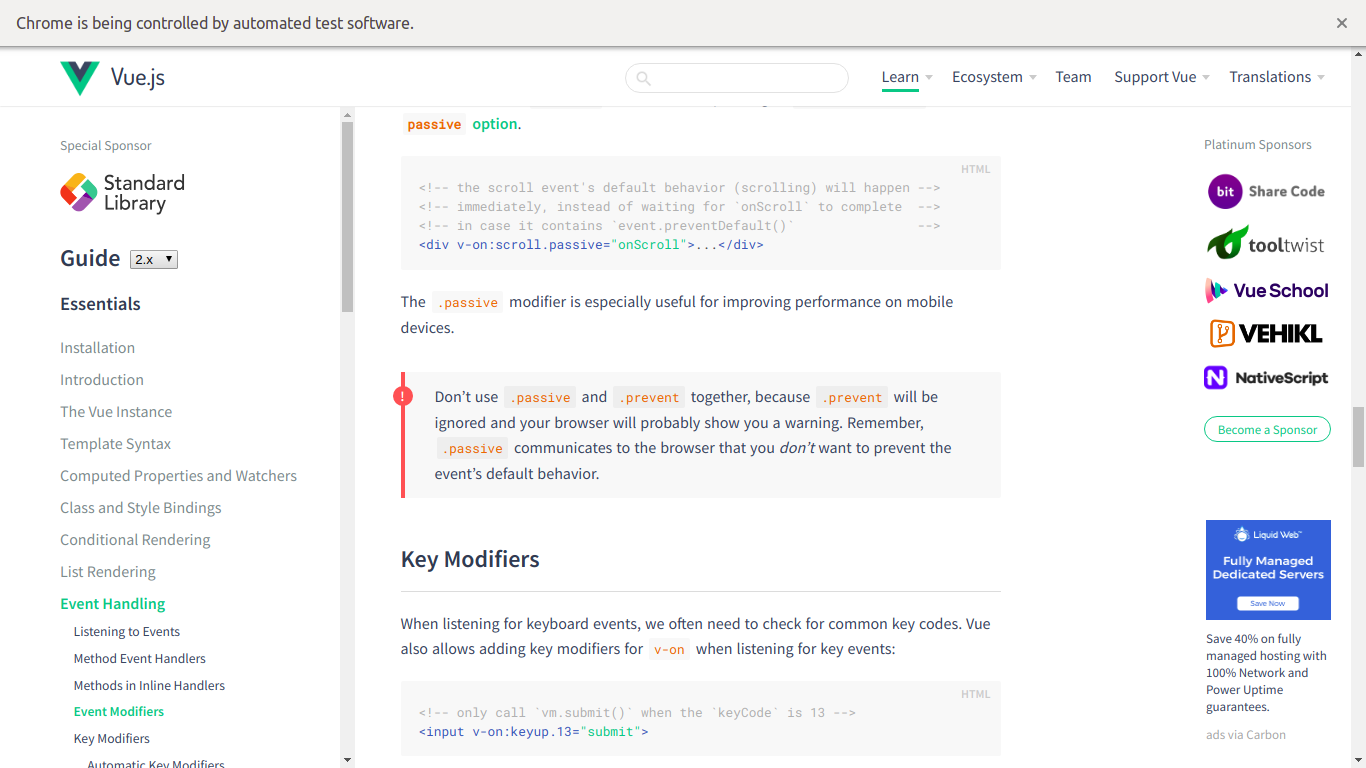 Chrome is being controlled by automated test software.
Vue.js
Learn
Ecosystem
Team
Support Vue
Translations
Special Sponsor
Standard
Library
Guide 2.x
Essentials
Installation
Introduction
The Vue Instance
Template Syntax
Computed Properties and Watchers
Class and Style Bindings
Conditional Rendering
List Rendering
Event Handling
Listening to Events
Method Event Handlers
Methods in Inline Handlers
Event Modifiers
Key Modifiers
Automatic Key Modifiers
passive option.
HTML
<!-- the scroll event's default behavior (scrolling) will happen -->
<!-- immediately, instead of waiting for `onScroll` to complete  -->
<!-- in case it contains `event.preventDefault()`                -->
<div v-on:scroll.passive="onScroll">...</div>
The .passive modifier is especially useful for improving performance on mobile
devices.
!
Don’t use .passive and .prevent together, because .prevent will be
ignored and your browser will probably show you a warning. Remember,
.passive communicates to the browser that you don’t want to prevent the
event’s default behavior.
Key Modifiers
When listening for keyboard events, we often need to check for common key codes. Vue
also allows adding key modifiers for v-on when listening for key events:
HTML
<!-- only call `vm.submit()` when the `keyCode` is 13 -->
<input v-on:keyup.13="submit">
Platinum Sponsors
bit Share Code
tooltwist
Vue School
VEHIKL
NativeScript
Become a Sponsor
Liquid Web™
Fully Managed
Dedicated Servers
Save Now
Save 40% on fully
managed hosting with
100% Network and
Power Uptime
guarantees.
ads via Carbon